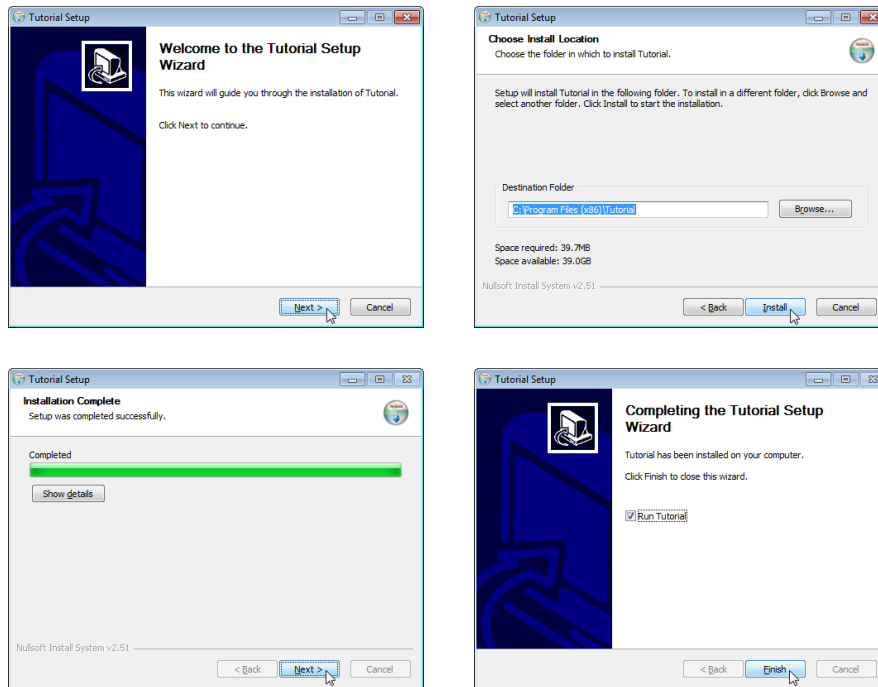 Tutorial Setup
Welcome to the Tutorial Setup
Wizard
This wizard will guide you through the installation of Tutorial.
Click Next to continue.
Next >
Cancel
Tutorial Setup
Choose Install Location
Choose the folder in which to install Tutorial.
Setup will install Tutorial in the following folder. To install in a different folder, click Browse and
select another folder. Click Install to start the installation.
Destination Folder
C:\Program Files (x86)\Tutorial
Browse...
Space required: 39.7MB
Space available: 39.0GB
Nullsoft Install System v2.51
< Back
Install
Cancel
Tutorial Setup
Installation Complete
Setup was completed successfully.
Completed
Show details
Nullsoft Install System v2.51
< Back
Next >
Cancel
Tutorial Setup
Completing the Tutorial Setup
Wizard
Tutorial has been installed on your computer.
Click Finish to close this wizard.
Run Tutorial
< Back
Finish
Cancel